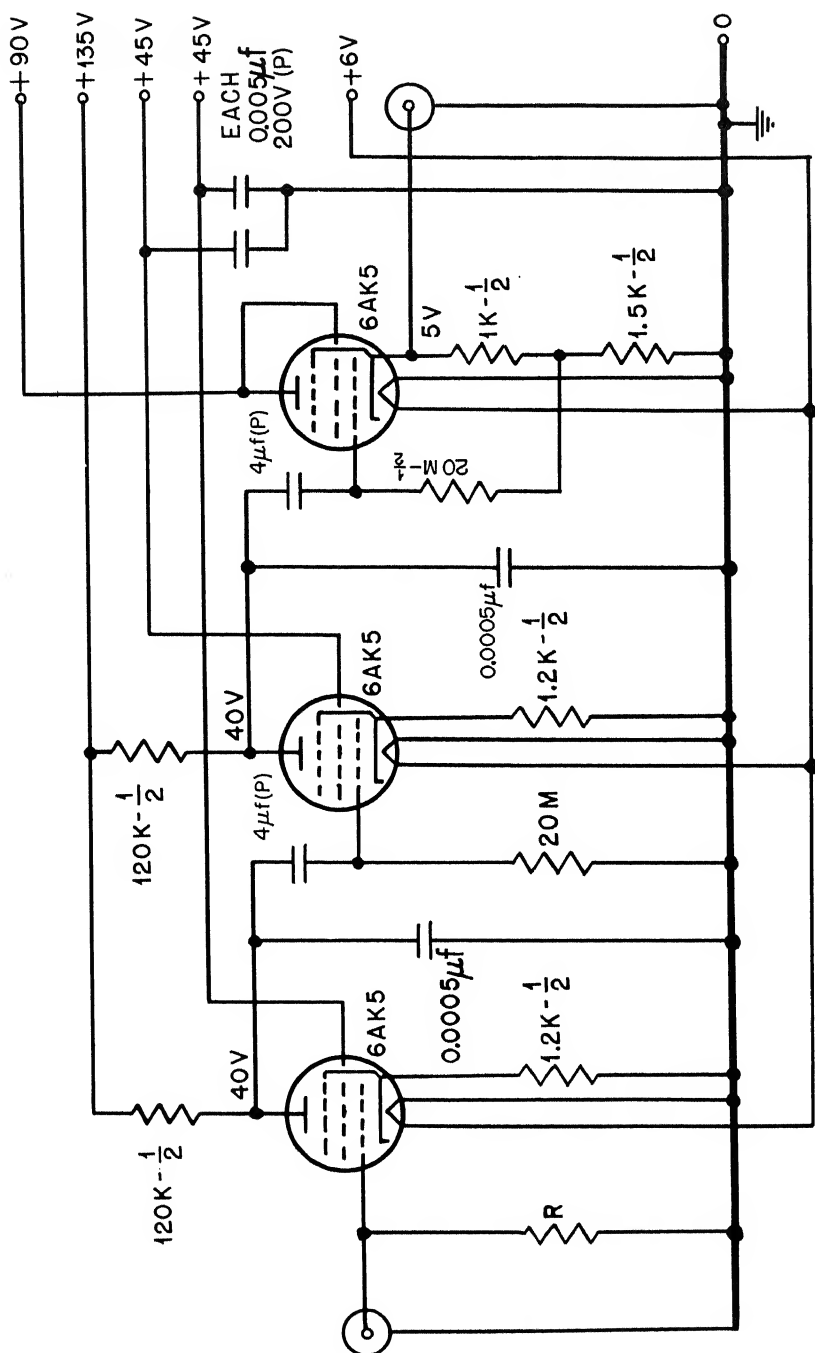 +90V
+135V
+45V
+45V
EACH
0.005μf
200V (P)
+6V
0
6AK5
5V
1K-1/2
1.5K-1/2
4μf(P)
20M-1/2
0.0005μf
6AK5
40V
1.2K-1/2
120K-1/2
4μf(P)
20M
0.0005μf
6AK5
40V
1.2K-1/2
120K-1/2
R